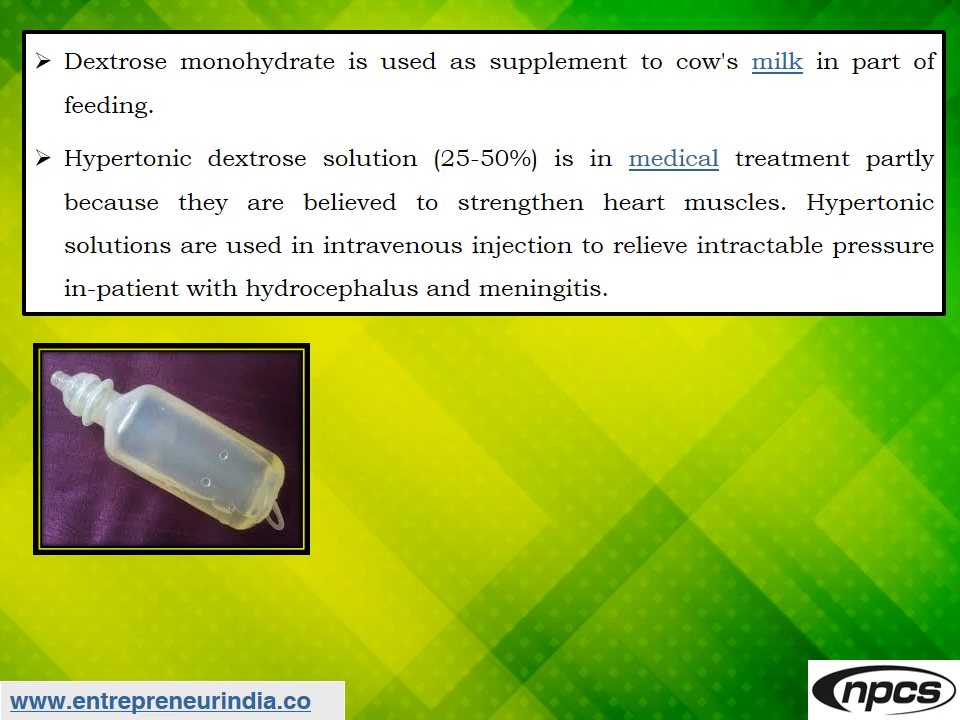 ➢ Dextrose monohydrate is used as supplement to cow's milk in part of
feeding.
➢ Hypertonic dextrose solution (25-50%) is in medical treatment partly
because they are believed to strengthen heart muscles. Hypertonic
solutions are used in intravenous injection to relieve intractable pressure
in-patient with hydrocephalus and meningitis.
www.entrepreneurindia.co
npcs